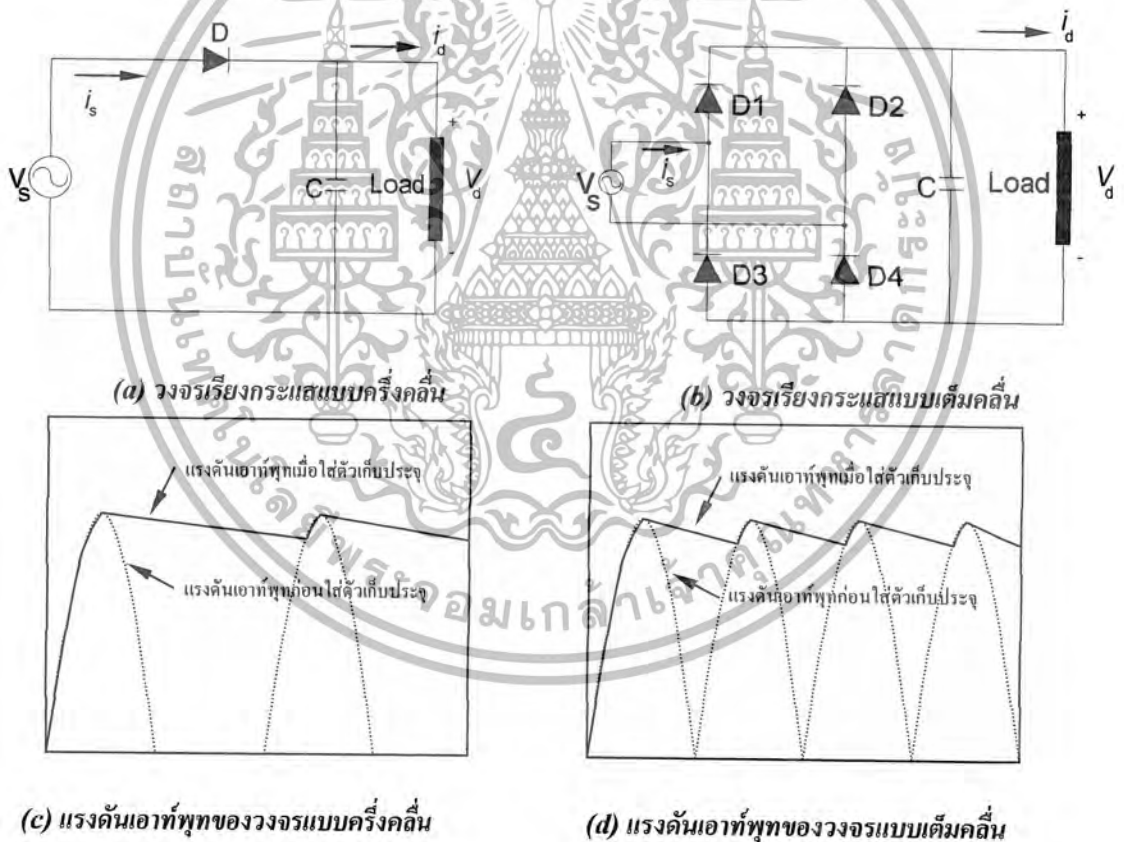 D
i_d
i_s
V_S
C
Load
+
V_d
-
(a) วงจรเรียงกระแสแบบครึ่งคลื่น
i_d
D1
D2
+
V_S
i_s
C
Load
V_d
D3
D4
-
(b) วงจรเรียงกระแสแบบเต็มคลื่น
แรงดันเอาท์พุทเมื่อใส่ตัวเก็บประจุ
แรงดันเอาท์พุทก่อนใส่ตัวเก็บประจุ
แรงดันเอาท์พุทเมื่อใส่ตัวเก็บประจุ
แรงดันเอาท์พุทก่อนใส่ตัวเก็บประจุ
(c) แรงดันเอาท์พุทของวงจรแบบครึ่งคลื่น
(d) แรงดันเอาท์พุทของวงจรแบบเต็มคลื่น